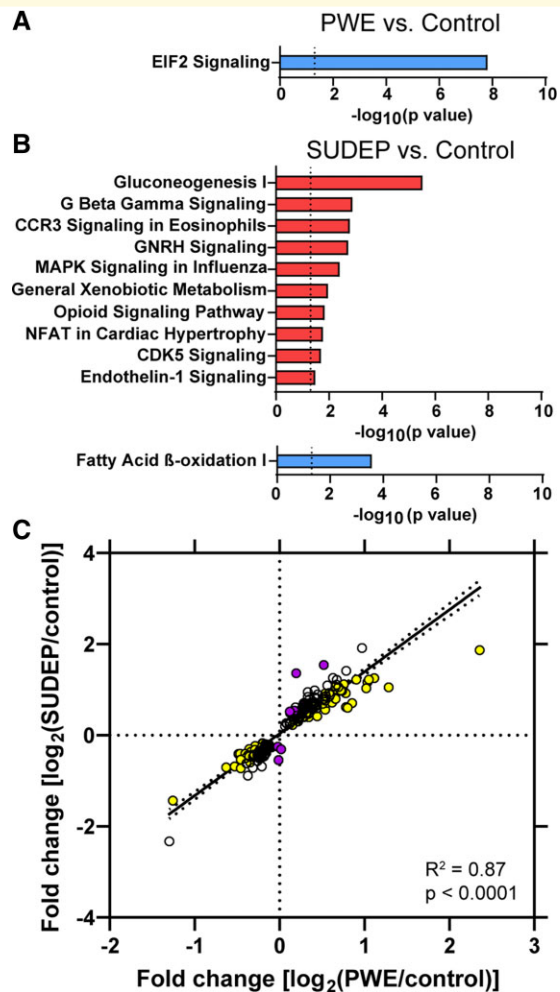 A
PWE vs. Control
EIF2 Signaling
0 2 4 6 8 10
-log10(p value)
B
SUDEP vs. Control
Gluconeogenesis I
G Beta Gamma Signaling
CCR3 Signaling in Eosinophils
GNRH Signaling
MAPK Signaling in Influenza
General Xenobiotic Metabolism
Opioid Signaling Pathway
NFAT in Cardiac Hypertrophy
CDK5 Signaling
Endothelin-1 Signaling
0 2 4 6 8 10
-log10(p value)
Fatty Acid ß-oxidation I
0 2 4 6 8 10
-log10(p value)
C
Fold change [log2(SUDEP/control)]
4
2
0
-2
-4
R2 = 0.87
p < 0.0001
-2 -1 0 1 2 3
Fold change [log2(PWE/control)]